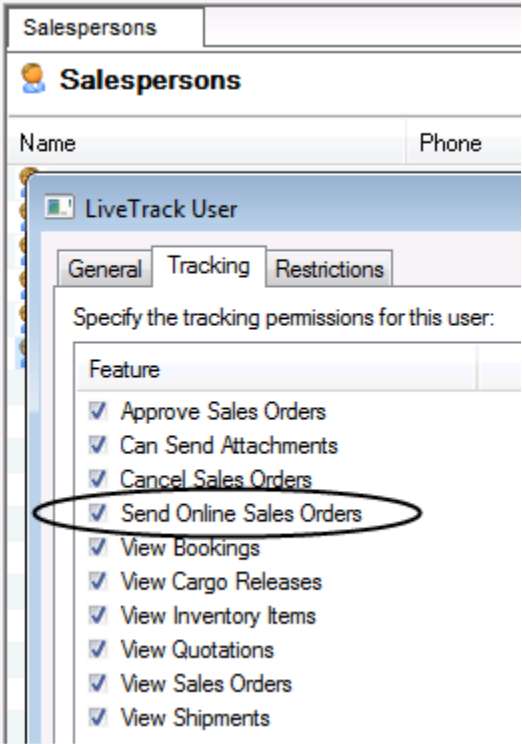 Salespersons
Salespersons
Name Phone
LiveTrack User
General Tracking Restrictions
Specify the tracking permissions for this user:
Feature
Approve Sales Orders
Can Send Attachments
Cancel Sales Orders
Send Online Sales Orders
View Bookings
View Cargo Releases
View Inventory Items
View Quotations
View Sales Orders
View Shipments